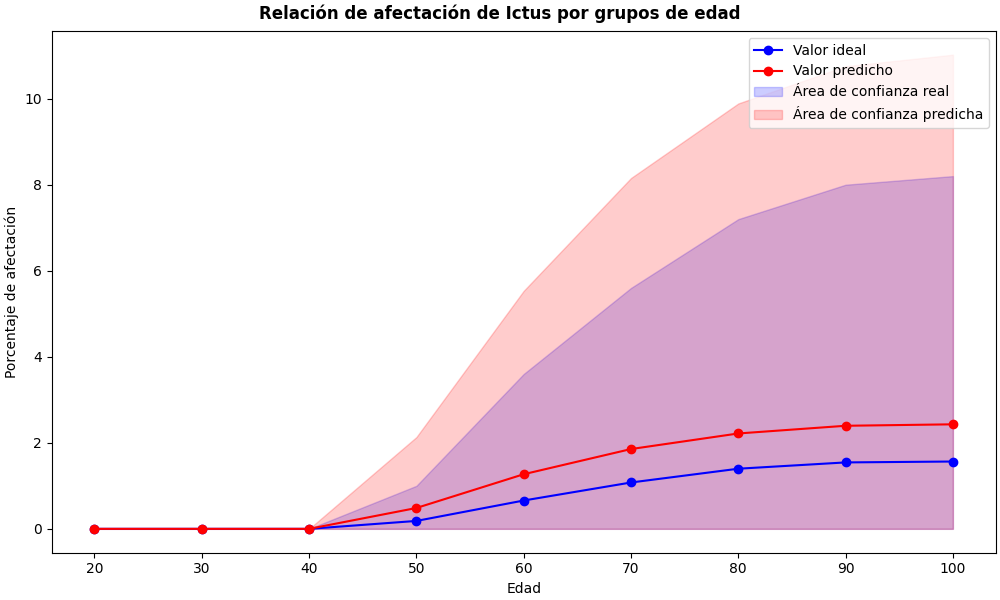 Relación de afectación de Ictus por grupos de edad
Valor ideal
Valor predicho
Área de confianza real
Área de confianza predicha
Porcentaje de afectación
10
8
6
4
2
0
20 30 40 50 60 70 80 90 100
Edad